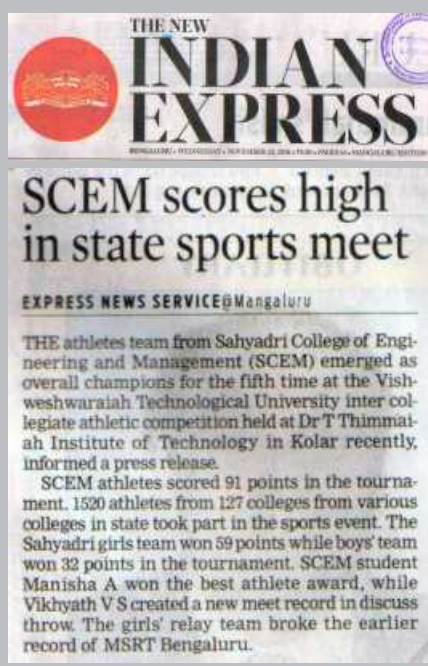 THE NEW
INDIAN
EXPRESS
BENGALURU • WEDNESDAY • NOVEMBER
SCEM scores high
in state sports meet
EXPRESS NEWS SERVICE@Mangaluru
THE athletes team from Sahyadri College of Engi-
neering and Management (SCEM) emerged as
overall champions for the fifth time at the Vish-
weshwaraiah Technological University inter col-
legiate athletic competition held at Dr T Thimmai-
ah Institute of Technology in Kolar recently,
informed a press release.
SCEM athletes scored 91 points in the tourna-
ment. 1520 athletes from 127 colleges from various
colleges in state took part in the sports event. The
Sahyadri girls team won 59 points while boys' team
won 32 points in the tournament. SCEM student
Manisha A won the best athlete award, while
Vikhyath V S created a new meet record in discuss
throw. The girls' relay team broke the earlier
record of MSRT Bengaluru.